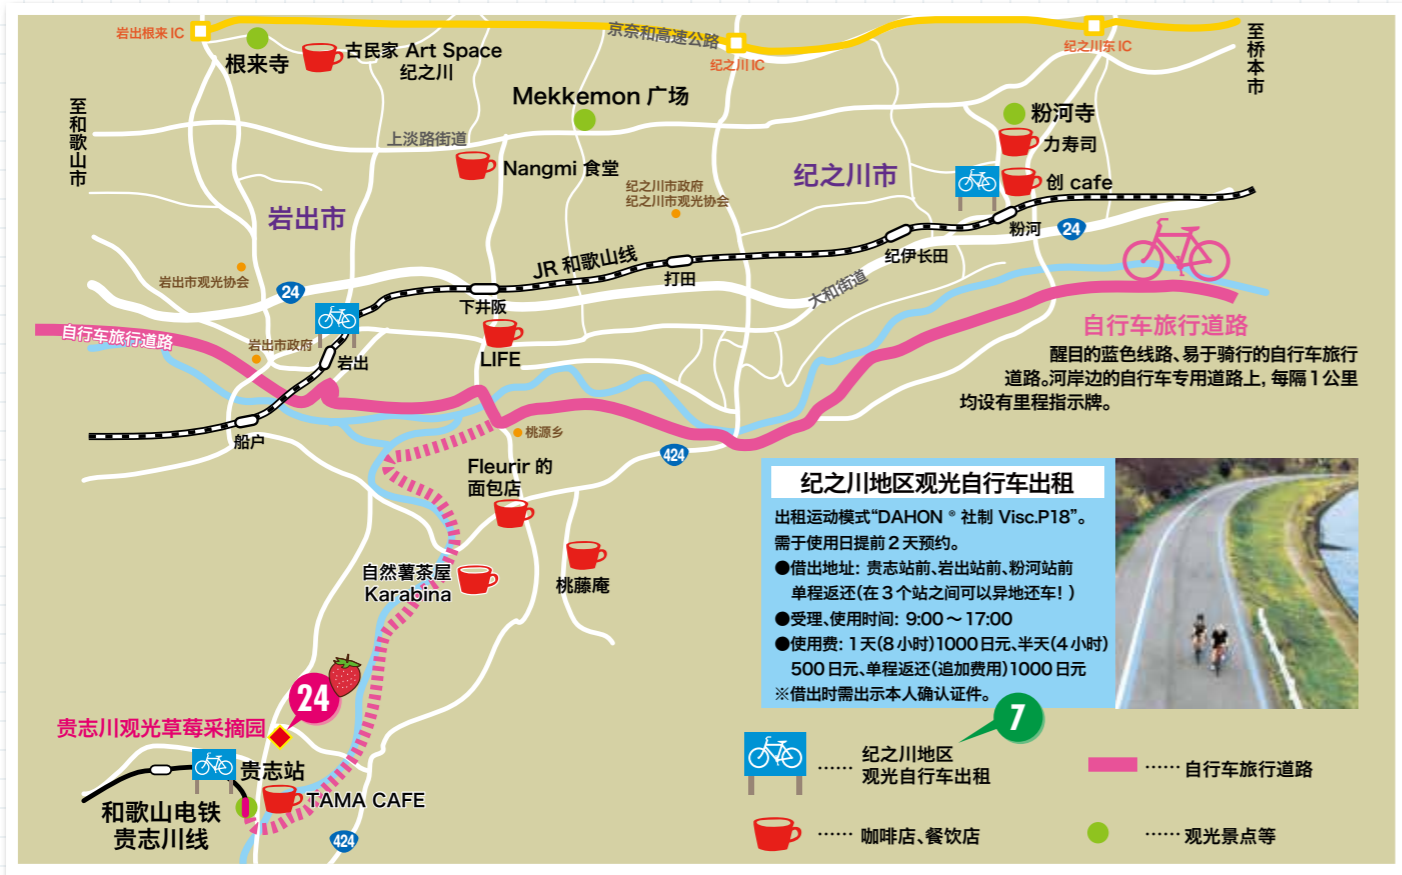 岩出根来 IC
京奈和高速公路
纪之川 IC
纪之川东 IC
至桥本市
至和歌山市
根来寺
古民家 Art Space
纪之川
Mekkemon 广场
粉河寺
力寿司
上淡路街道
Nangmi 食堂
纪之川市政府
纪之川市观光协会
纪之川市
创 cafe
岩出市
粉河
24
JR 和歌山线
纪伊长田
打田
大和街道
岩出市观光协会
24
下井阪
自行车旅行道路
岩出市政府
岩出
LIFE
自行车旅行道路
醒目的蓝色线路、易于骑行的自行车旅行
道路。河岸边的自行车专用道路上, 每隔 1 公里
均设有里程指示牌。
船户
桃源乡
424
Fleurir 的
面包店
自然薯茶屋
Karabina
桃藤庵
纪之川地区观光自行车出租
出租运动模式“DAHON ® 社制 Visc.P18”。
需于使用日提前 2 天预约。
●借出地址: 贵志站前、岩出站前、粉河站前
单程返还(在 3 个站之间可以异地还车! )
●受理、使用时间: 9:00～17:00
●使用费: 1 天(8 小时)1000 日元、半天(4 小时)
500 日元、单程返还(追加费用)1000 日元
※借出时需出示本人确认证件。
24
贵志川观光草莓采摘园
贵志站
和歌山电铁
贵志川线
TAMA CAFE
424
7
······ 纪之川地区
观光自行车出租
······ 自行车旅行道路
······ 咖啡店、餐饮店
······ 观光景点等